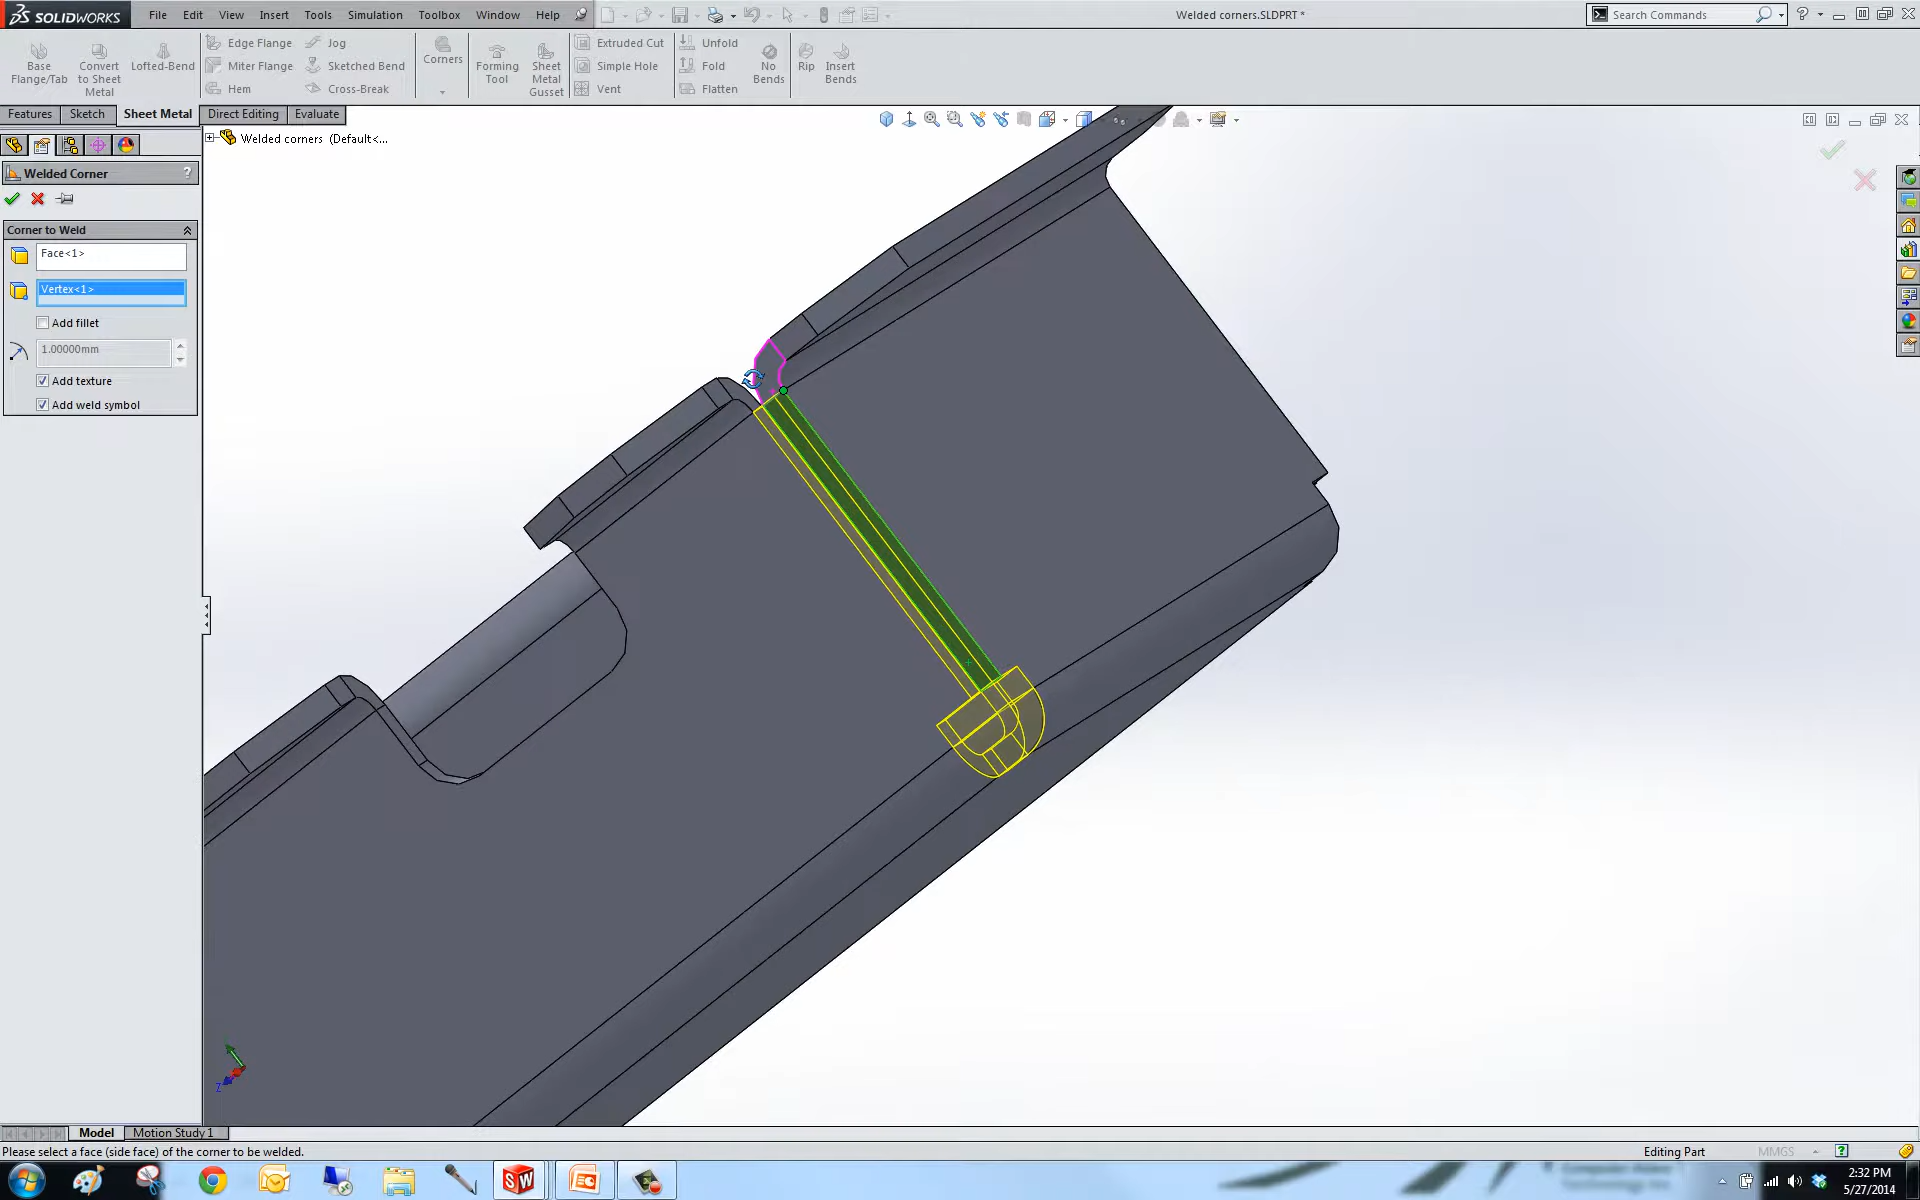 SOLIDWORKS File Edit View Insert Tools Simulation Toolbox Window Help Welded corners.SLDPRT * Search Commands
Base Flange/Tab
Convert to Sheet Metal
Lofted-Bend
Edge Flange
Miter Flange
Hem
Jog
Sketched Bend
Cross-Break
Corners
Forming Tool
Sheet Metal Gusset
Extruded Cut
Simple Hole
Vent
Unfold
Fold
Flatten
No Bends
Rip
Insert Bends
Features Sketch Sheet Metal Direct Editing Evaluate
Welded corners (Default<...
Welded Corner ?
Corner to Weld
Face<1>
Vertex<1>
Add fillet
1.00000mm
Add texture
Add weld symbol
Z
Model Motion Study 1
Please select a face (side face) of the corner to be welded. Editing Part MMGS
2:32 PM
5/27/2014